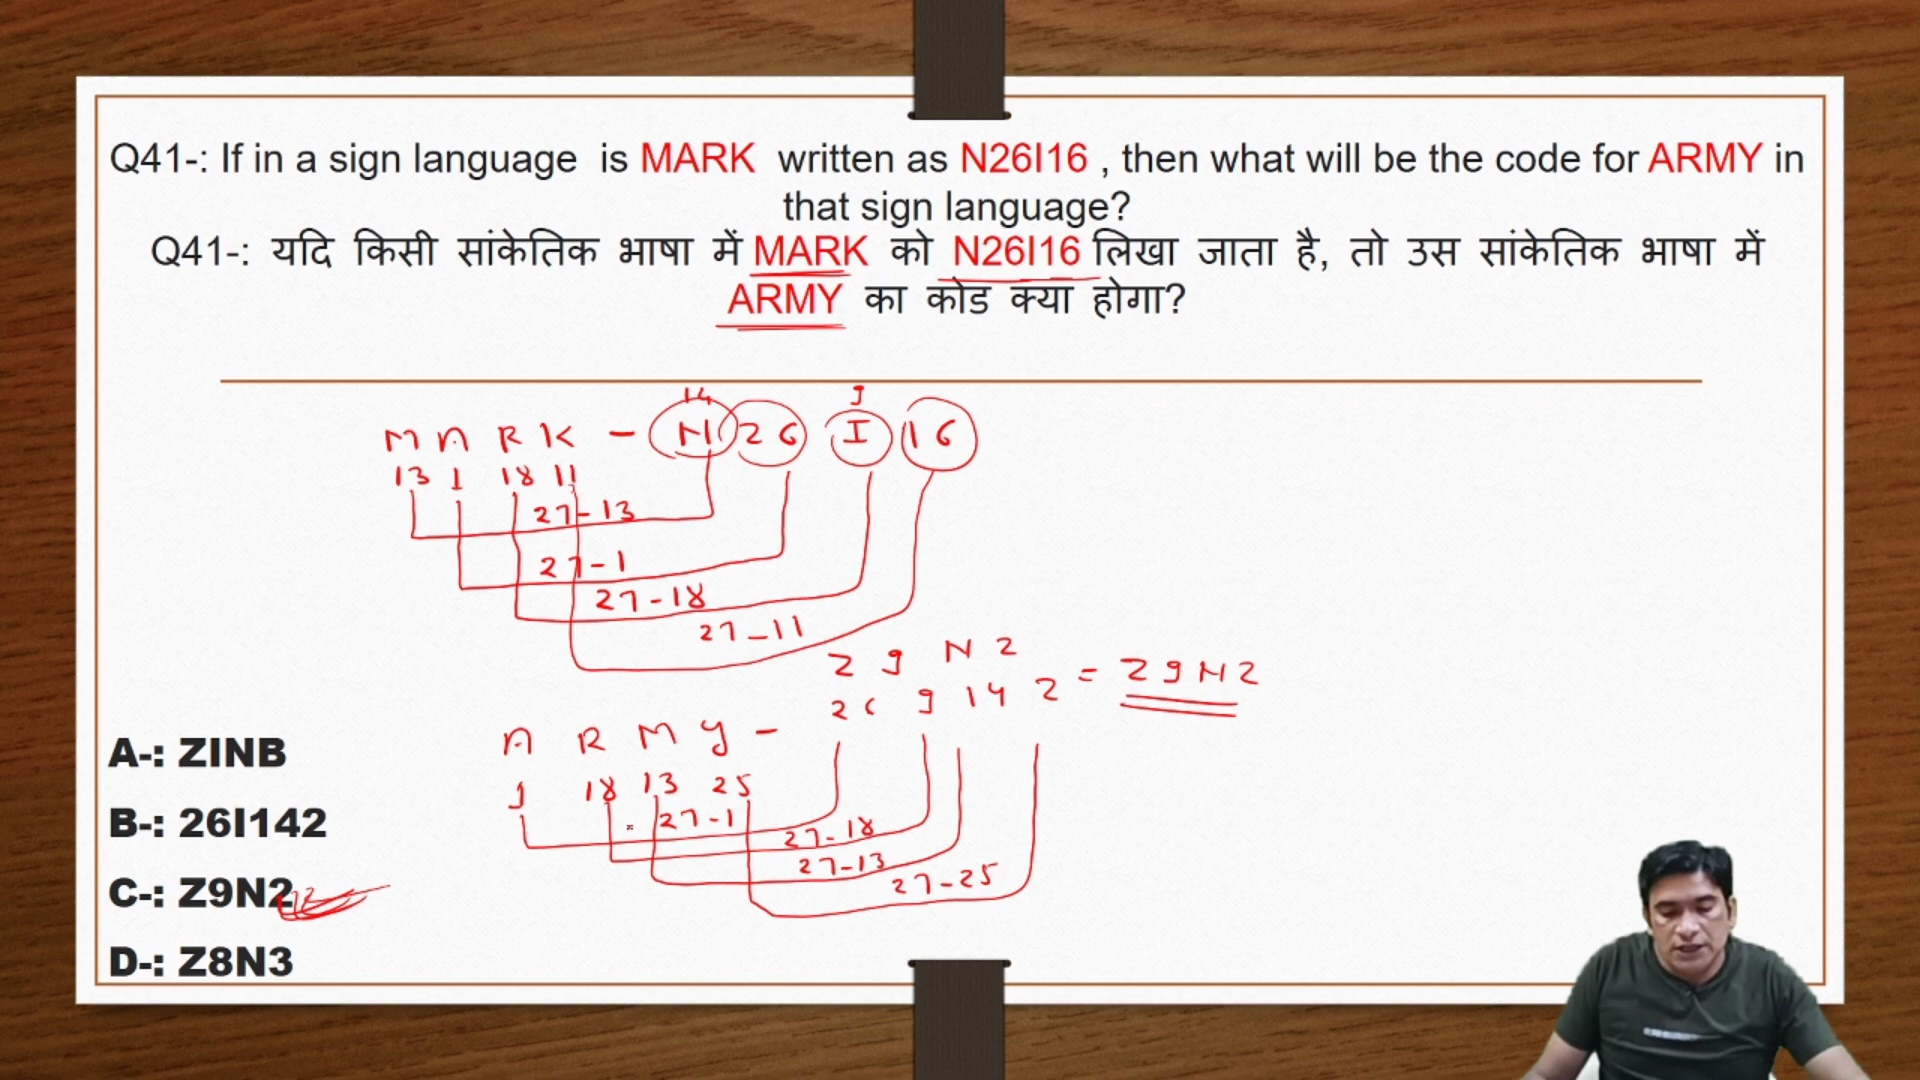 Q41-: If in a sign language is MARK written as N26I16 , then what will be the code for ARMY in
that sign language?
Q41-: यदि किसी सांकेतिक भाषा में MARK को N26I16 लिखा जाता है, तो उस सांकेतिक भाषा में
ARMY का कोड क्या होगा?
14 9
M A R K - N 26 I 16
13 1 18 11
27-13
27-1
27-18
27-11
Z 9 N 2
26 9 14 2 = Z9N2
A R M Y -
1 18 13 25
27-1
27-18
27-13
27-25
A-: ZINB
B-: 26I142
C-: Z9N2
D-: Z8N3